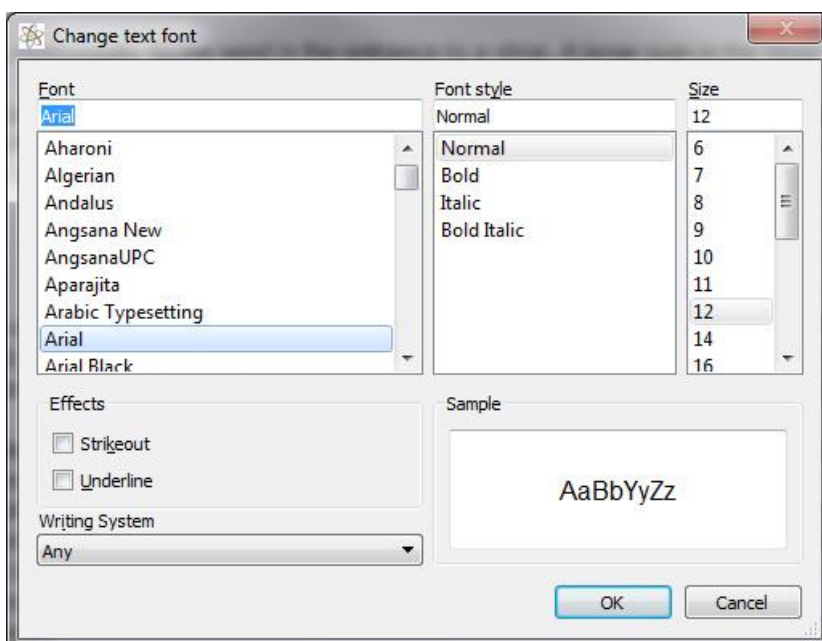 Change text font
Font
Font style
Size
Arial
Normal
12
Aharoni
Algerian
Andalus
Angsana New
AngsanaUPC
Aparajita
Arabic Typesetting
Arial
Arial Black
Normal
Bold
Italic
Bold Italic
6
7
8
9
10
11
12
14
16
Effects
Strikeout
Underline
Writing System
Any
Sample
AaBbYyZz
OK
Cancel